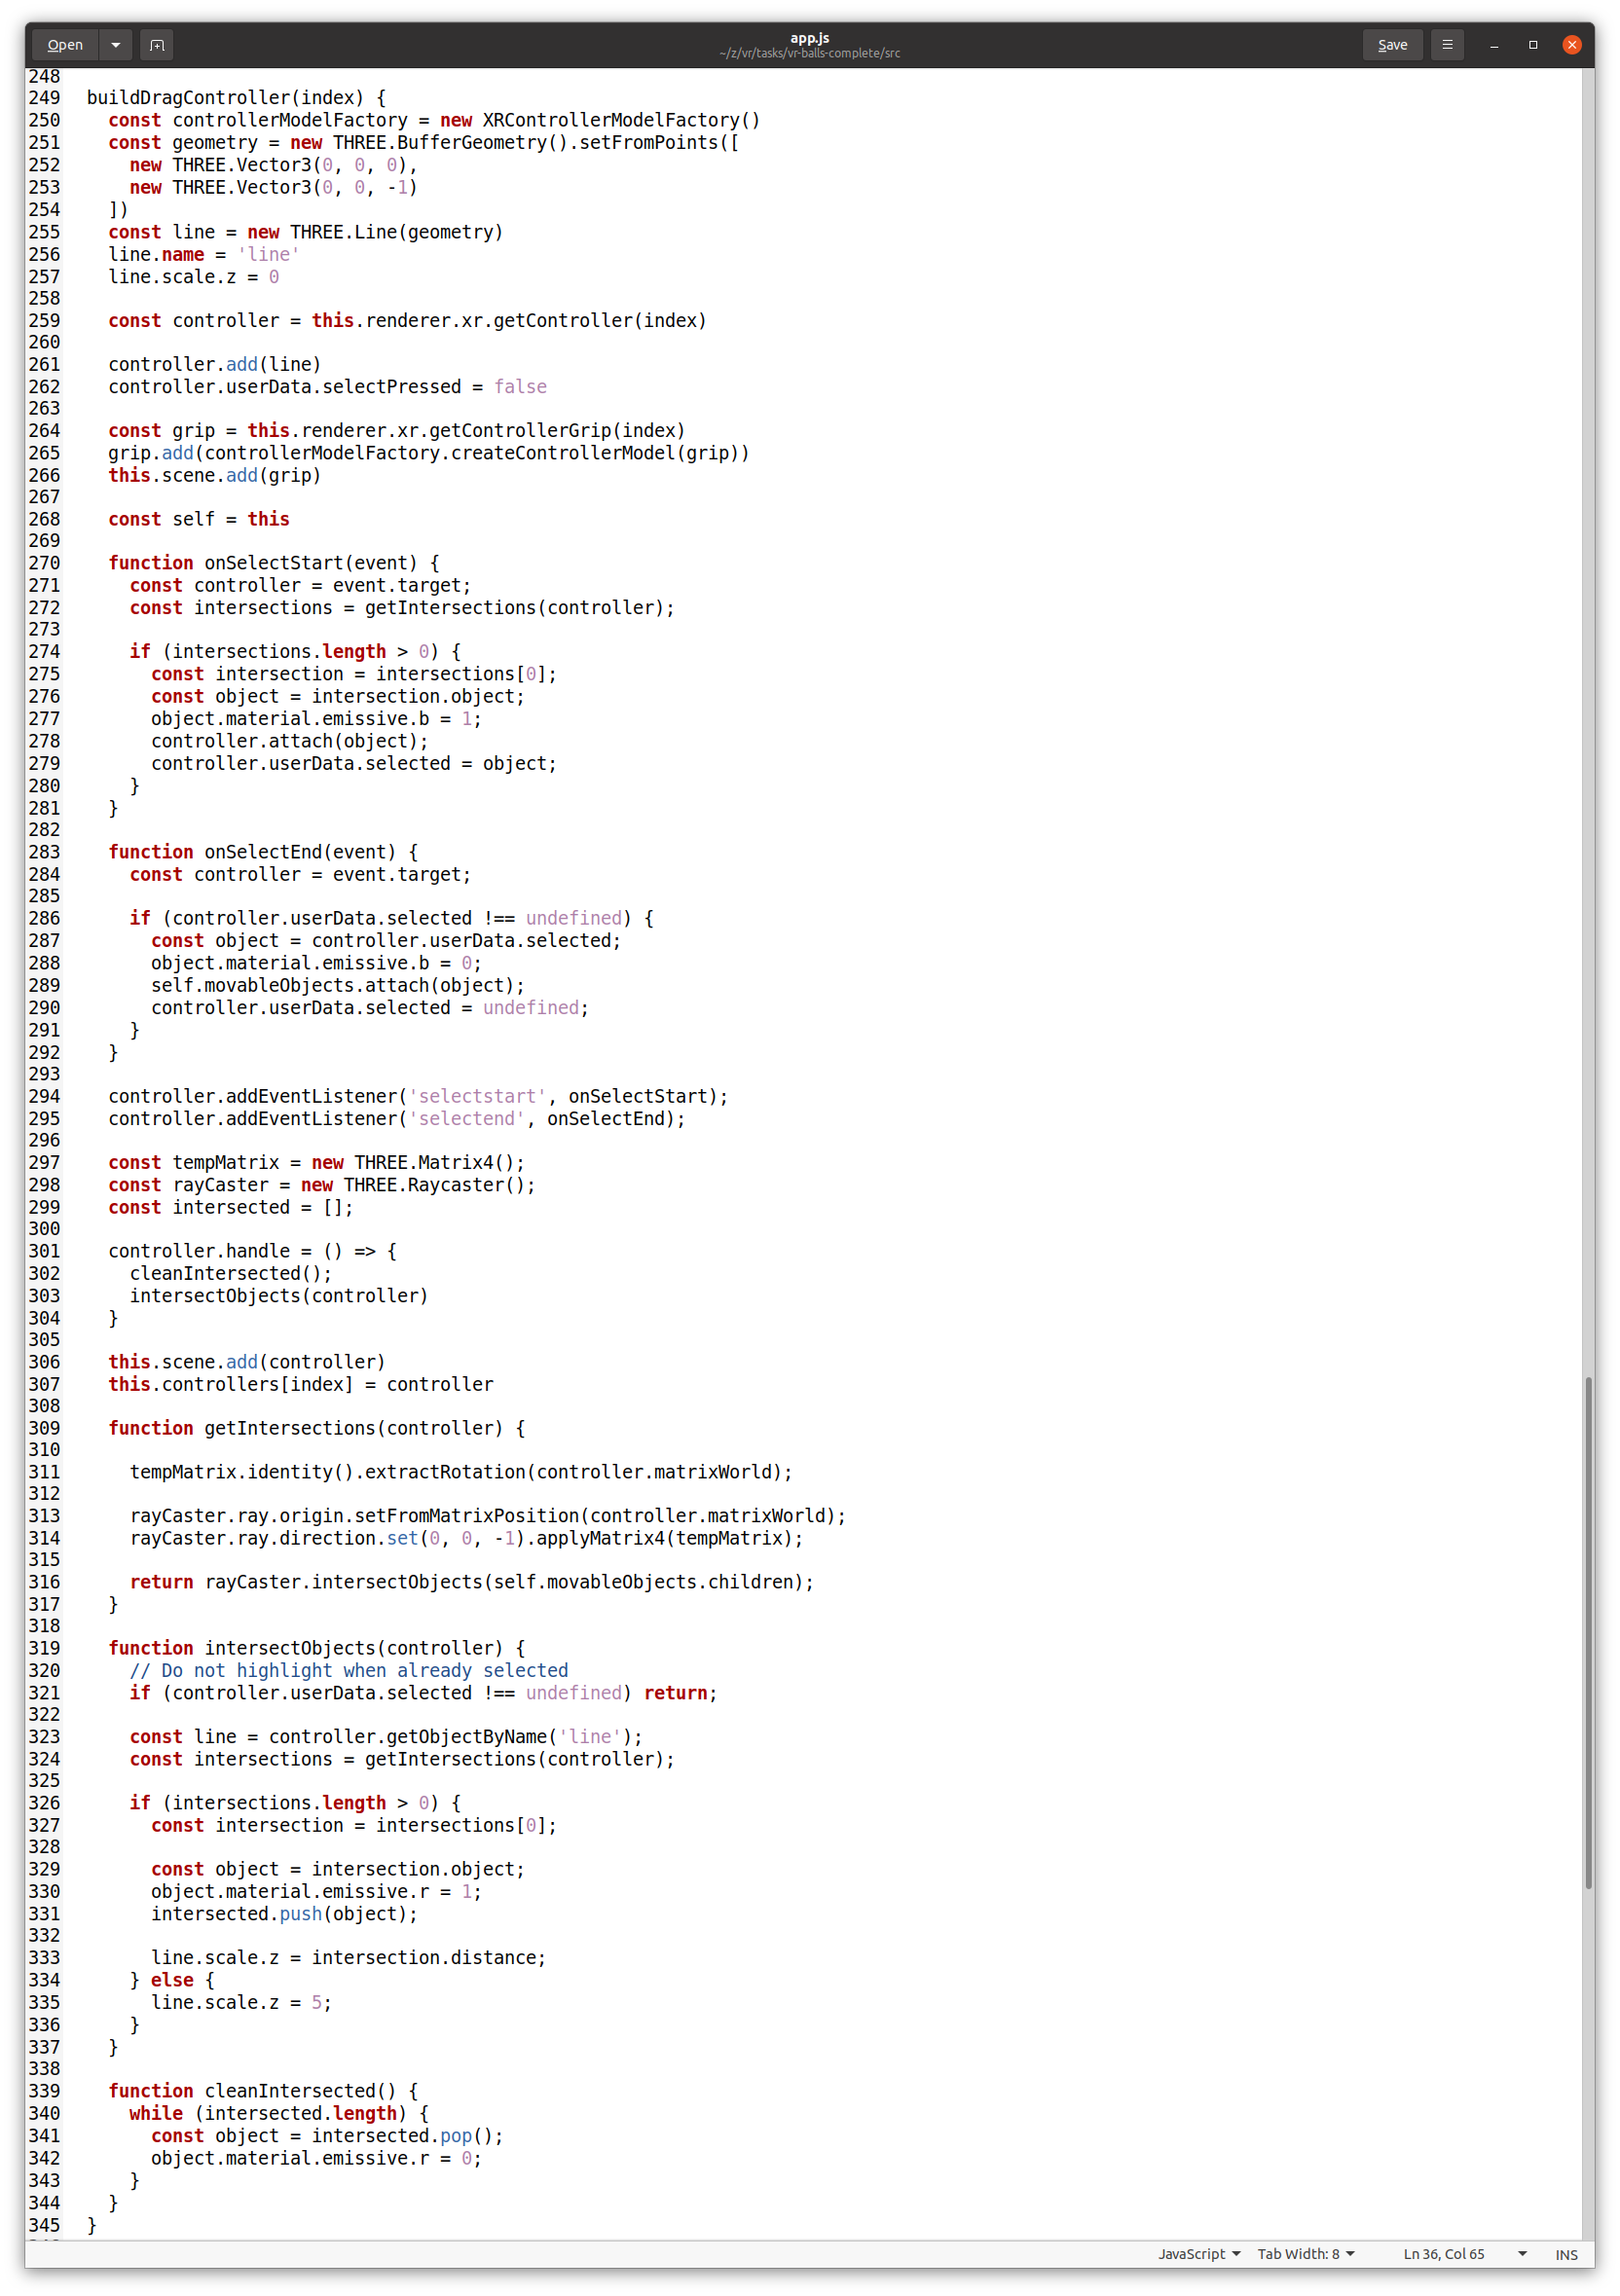 Open
app.js
~/z/vr/tasks/vr-balls-complete/src
Save
248
249 buildDragController(index) {
250 const controllerModelFactory = new XRControllerModelFactory()
251 const geometry = new THREE.BufferGeometry().setFromPoints([
252 new THREE.Vector3(0, 0, 0),
253 new THREE.Vector3(0, 0, -1)
254 ])
255 const line = new THREE.Line(geometry)
256 line.name = 'line'
257 line.scale.z = 0
258
259 const controller = this.renderer.xr.getController(index)
260
261 controller.add(line)
262 controller.userData.selectPressed = false
263
264 const grip = this.renderer.xr.getControllerGrip(index)
265 grip.add(controllerModelFactory.createControllerModel(grip))
266 this.scene.add(grip)
267
268 const self = this
269
270 function onSelectStart(event) {
271 const controller = event.target;
272 const intersections = getIntersections(controller);
273
274 if (intersections.length > 0) {
275 const intersection = intersections[0];
276 const object = intersection.object;
277 object.material.emissive.b = 1;
278 controller.attach(object);
279 controller.userData.selected = object;
280 }
281 }
282
283 function onSelectEnd(event) {
284 const controller = event.target;
285
286 if (controller.userData.selected !== undefined) {
287 const object = controller.userData.selected;
288 object.material.emissive.b = 0;
289 self.movableObjects.attach(object);
290 controller.userData.selected = undefined;
291 }
292 }
293
294 controller.addEventListener('selectstart', onSelectStart);
295 controller.addEventListener('selectend', onSelectEnd);
296
297 const tempMatrix = new THREE.Matrix4();
298 const rayCaster = new THREE.Raycaster();
299 const intersected = [];
300
301 controller.handle = () => {
302 cleanIntersected();
303 intersectObjects(controller)
304 }
305
306 this.scene.add(controller)
307 this.controllers[index] = controller
308
309 function getIntersections(controller) {
310
311 tempMatrix.identity().extractRotation(controller.matrixWorld);
312
313 rayCaster.ray.origin.setFromMatrixPosition(controller.matrixWorld);
314 rayCaster.ray.direction.set(0, 0, -1).applyMatrix4(tempMatrix);
315
316 return rayCaster.intersectObjects(self.movableObjects.children);
317 }
318
319 function intersectObjects(controller) {
320 // Do not highlight when already selected
321 if (controller.userData.selected !== undefined) return;
322
323 const line = controller.getObjectByName('line');
324 const intersections = getIntersections(controller);
325
326 if (intersections.length > 0) {
327 const intersection = intersections[0];
328
329 const object = intersection.object;
330 object.material.emissive.r = 1;
331 intersected.push(object);
332
333 line.scale.z = intersection.distance;
334 } else {
335 line.scale.z = 5;
336 }
337 }
338
339 function cleanIntersected() {
340 while (intersected.length) {
341 const object = intersected.pop();
342 object.material.emissive.r = 0;
343 }
344 }
345 }
JavaScript Tab Width: 8 Ln 36, Col 65 INS